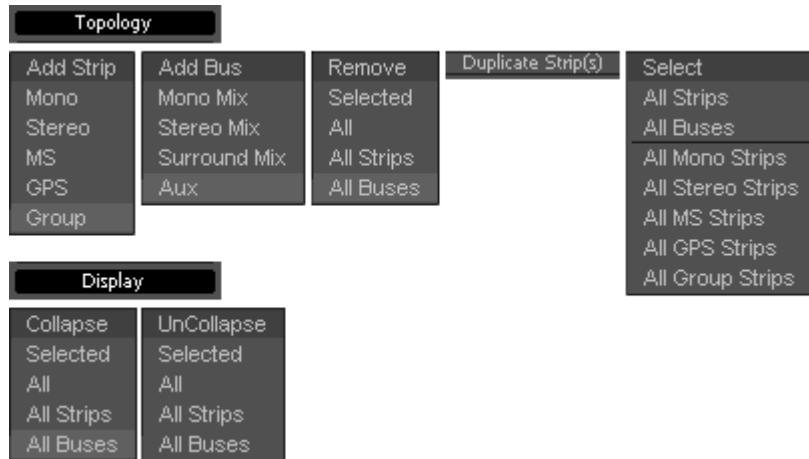 Topology
Add Strip
Mono
Stereo
MS
GPS
Group
Add Bus
Mono Mix
Stereo Mix
Surround Mix
Aux
Remove
Selected
All
All Strips
All Buses
Duplicate Strip(s)
Select
All Strips
All Buses
All Mono Strips
All Stereo Strips
All MS Strips
All GPS Strips
All Group Strips
Display
Collapse
Selected
All
All Strips
All Buses
UnCollapse
Selected
All
All Strips
All Buses